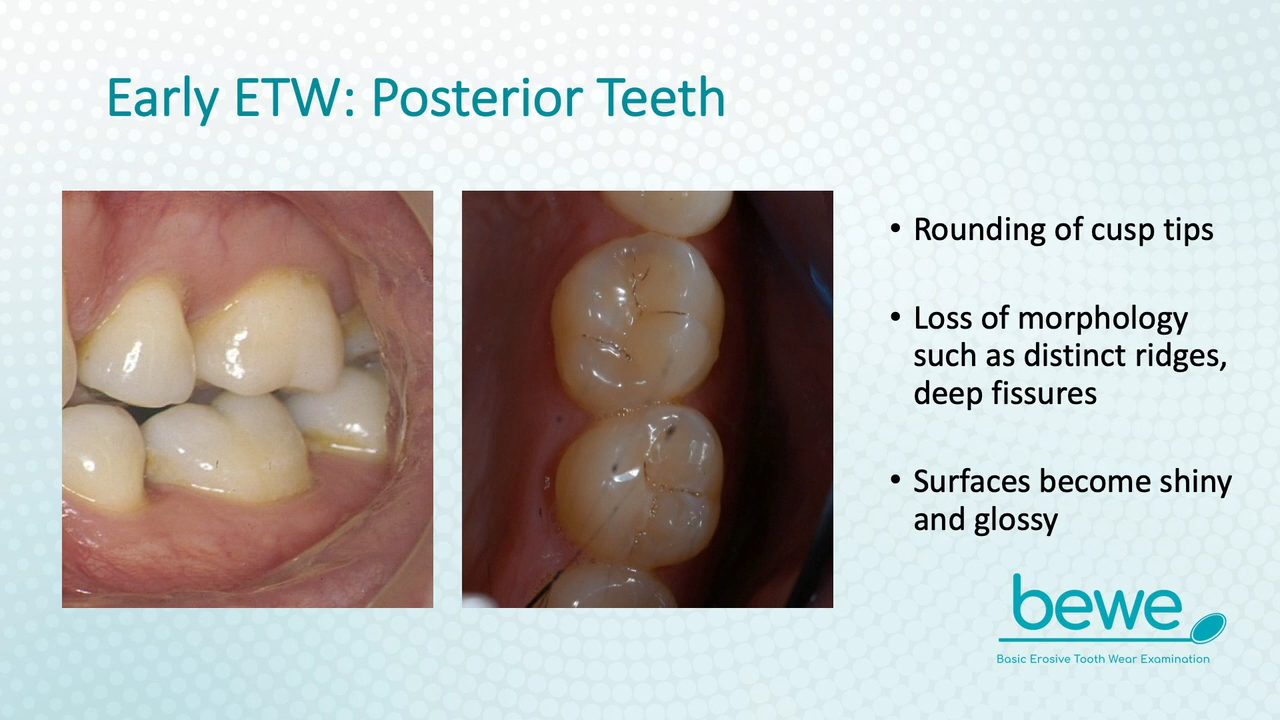 Early ETW: Posterior Teeth
• Rounding of cusp tips
• Loss of morphology
such as distinct ridges,
deep fissures
• Surfaces become shiny
and glossy
bewe
Basic Erosive Tooth Wear Examination